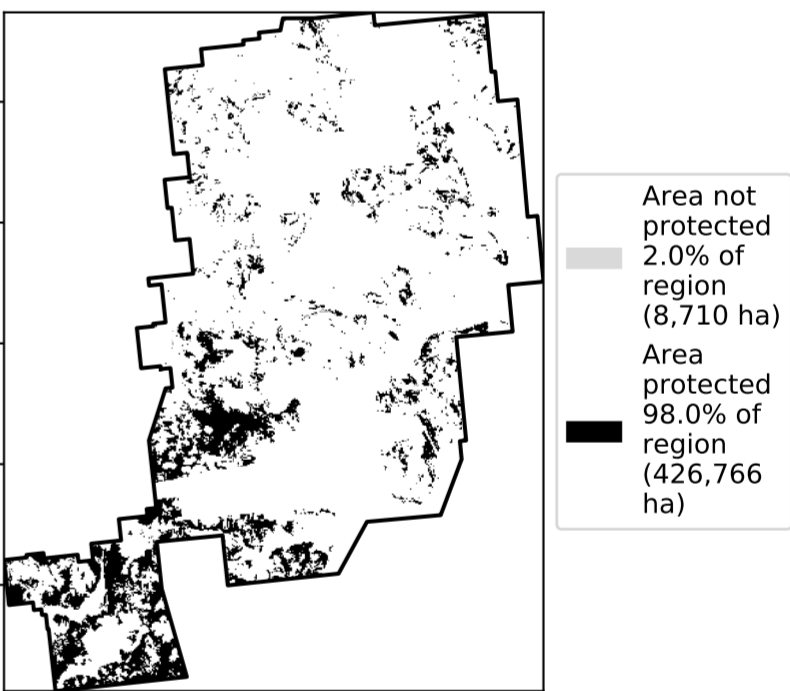 Area not
protected
2.0% of
region
(8,710 ha)
Area
protected
98.0% of
region
(426,766
ha)